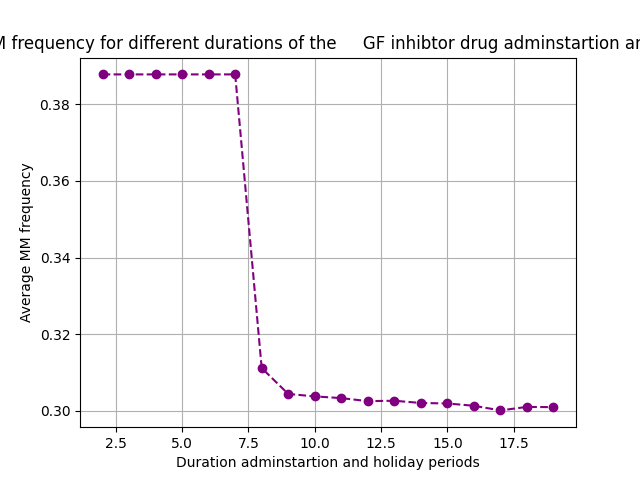 M frequency for different durations of the GF inhibtor drug adminstartion a
0.38
0.36
0.34
0.32
0.30
Average MM frequency
2.5 5.0 7.5 10.0 12.5 15.0 17.5
Duration adminstartion and holiday periods